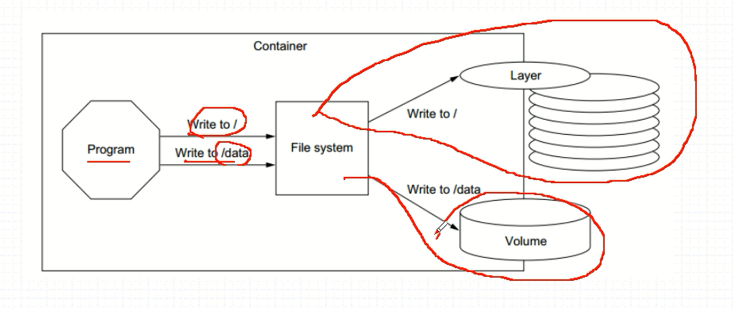 Container
Layer
Write to /
Write to /
Program
File system
Write to /data
Write to /data
Volume